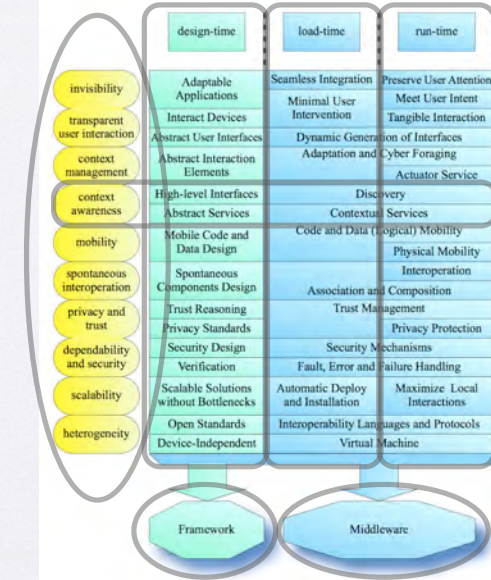 design-time
load-time
run-time
invisibility
Adaptable
Applications
Seamless Integration
Preserve User Attention
Minimal User
Intervention
Meet User Intent
transparent
user interaction
Interact Devices
Tangible Interaction
Abstract User Interfaces
Dynamic Generation of Interfaces
context
management
Abstract Interaction
Elements
Adaptation and Cyber Foraging
Actuator Service
context
awareness
High-level Interfaces
Discovery
Abstract Services
Contextual Services
mobility
Mobile Code and
Data Design
Code and Data (Logical) Mobility
Physical Mobility
spontaneous
interoperation
Spontaneous
Components Design
Interoperation
Association and Composition
privacy and
trust
Trust Reasoning
Trust Management
Privacy Standards
Privacy Protection
dependability
and security
Security Design
Security Mechanisms
Verification
Fault, Error and Failure Handling
scalability
Scalable Solutions
without Bottlenecks
Automatic Deploy
and Installation
Maximize Local
Interactions
heterogeneity
Open Standards
Interoperability Languages and Protocols
Device-Independent
Virtual Machine
Framework
Middleware